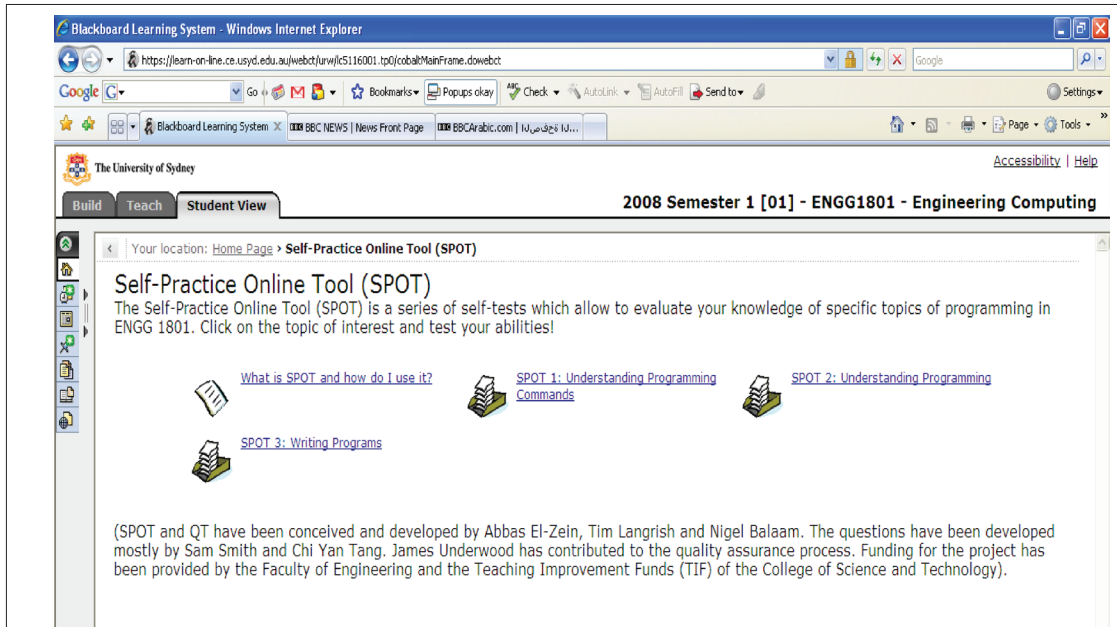 Blackboard Learning System - Windows Internet Explorer
https://learn-on-line.ce.usyd.edu.au/webct/urw/lc5116001.tp0/cobaltMainFrame.dowebct Google
Google G Go Bookmarks Popups okay ABC Check AutoLink AutoFill Send to Settings
Blackboard Learning System X BBC NEWS | News Front Page BBCArabic.com | Page Tools »
The University of Sydney Accessibility | Help
Build Teach Student View 2008 Semester 1 [01] - ENGG1801 - Engineering Computing
Your location: Home Page › Self-Practice Online Tool (SPOT)
Self-Practice Online Tool (SPOT)
The Self-Practice Online Tool (SPOT) is a series of self-tests which allow to evaluate your knowledge of specific topics of programming in
ENGG 1801. Click on the topic of interest and test your abilities!
What is SPOT and how do I use it? SPOT 1: Understanding Programming SPOT 2: Understanding Programming
Commands
SPOT 3: Writing Programs
(SPOT and QT have been conceived and developed by Abbas El-Zein, Tim Langrish and Nigel Balaam. The questions have been developed
mostly by Sam Smith and Chi Yan Tang. James Underwood has contributed to the quality assurance process. Funding for the project has
been provided by the Faculty of Engineering and the Teaching Improvement Funds (TIF) of the College of Science and Technology).